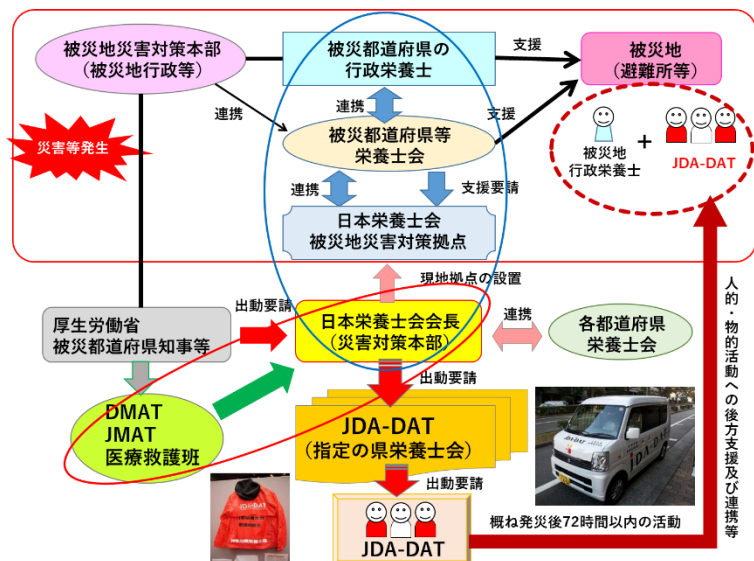 被災地災害対策本部
(被災地行政等)
被災都道府県の
行政栄養士
支援
被災地
(避難所等)
連携
連携
支援
災害等発生
被災都道府県等
栄養士会
被災地
行政栄養士
+
JDA-DAT
連携
支援要請
日本栄養士会
被災地災害対策拠点
現地拠点の設置
出動要請
厚生労働省
被災都道府県知事等
日本栄養士会会長
(災害対策本部)
連携
各都道府県
栄養士会
人的・物的活動への後方支援及び連携等
出動要請
DMAT
JMAT
医療救護班
JDA-DAT
(指定の県栄養士会)
JDA-DAT
出動要請
JDA-DAT
JDA-DAT
概ね発災後72時間以内の活動